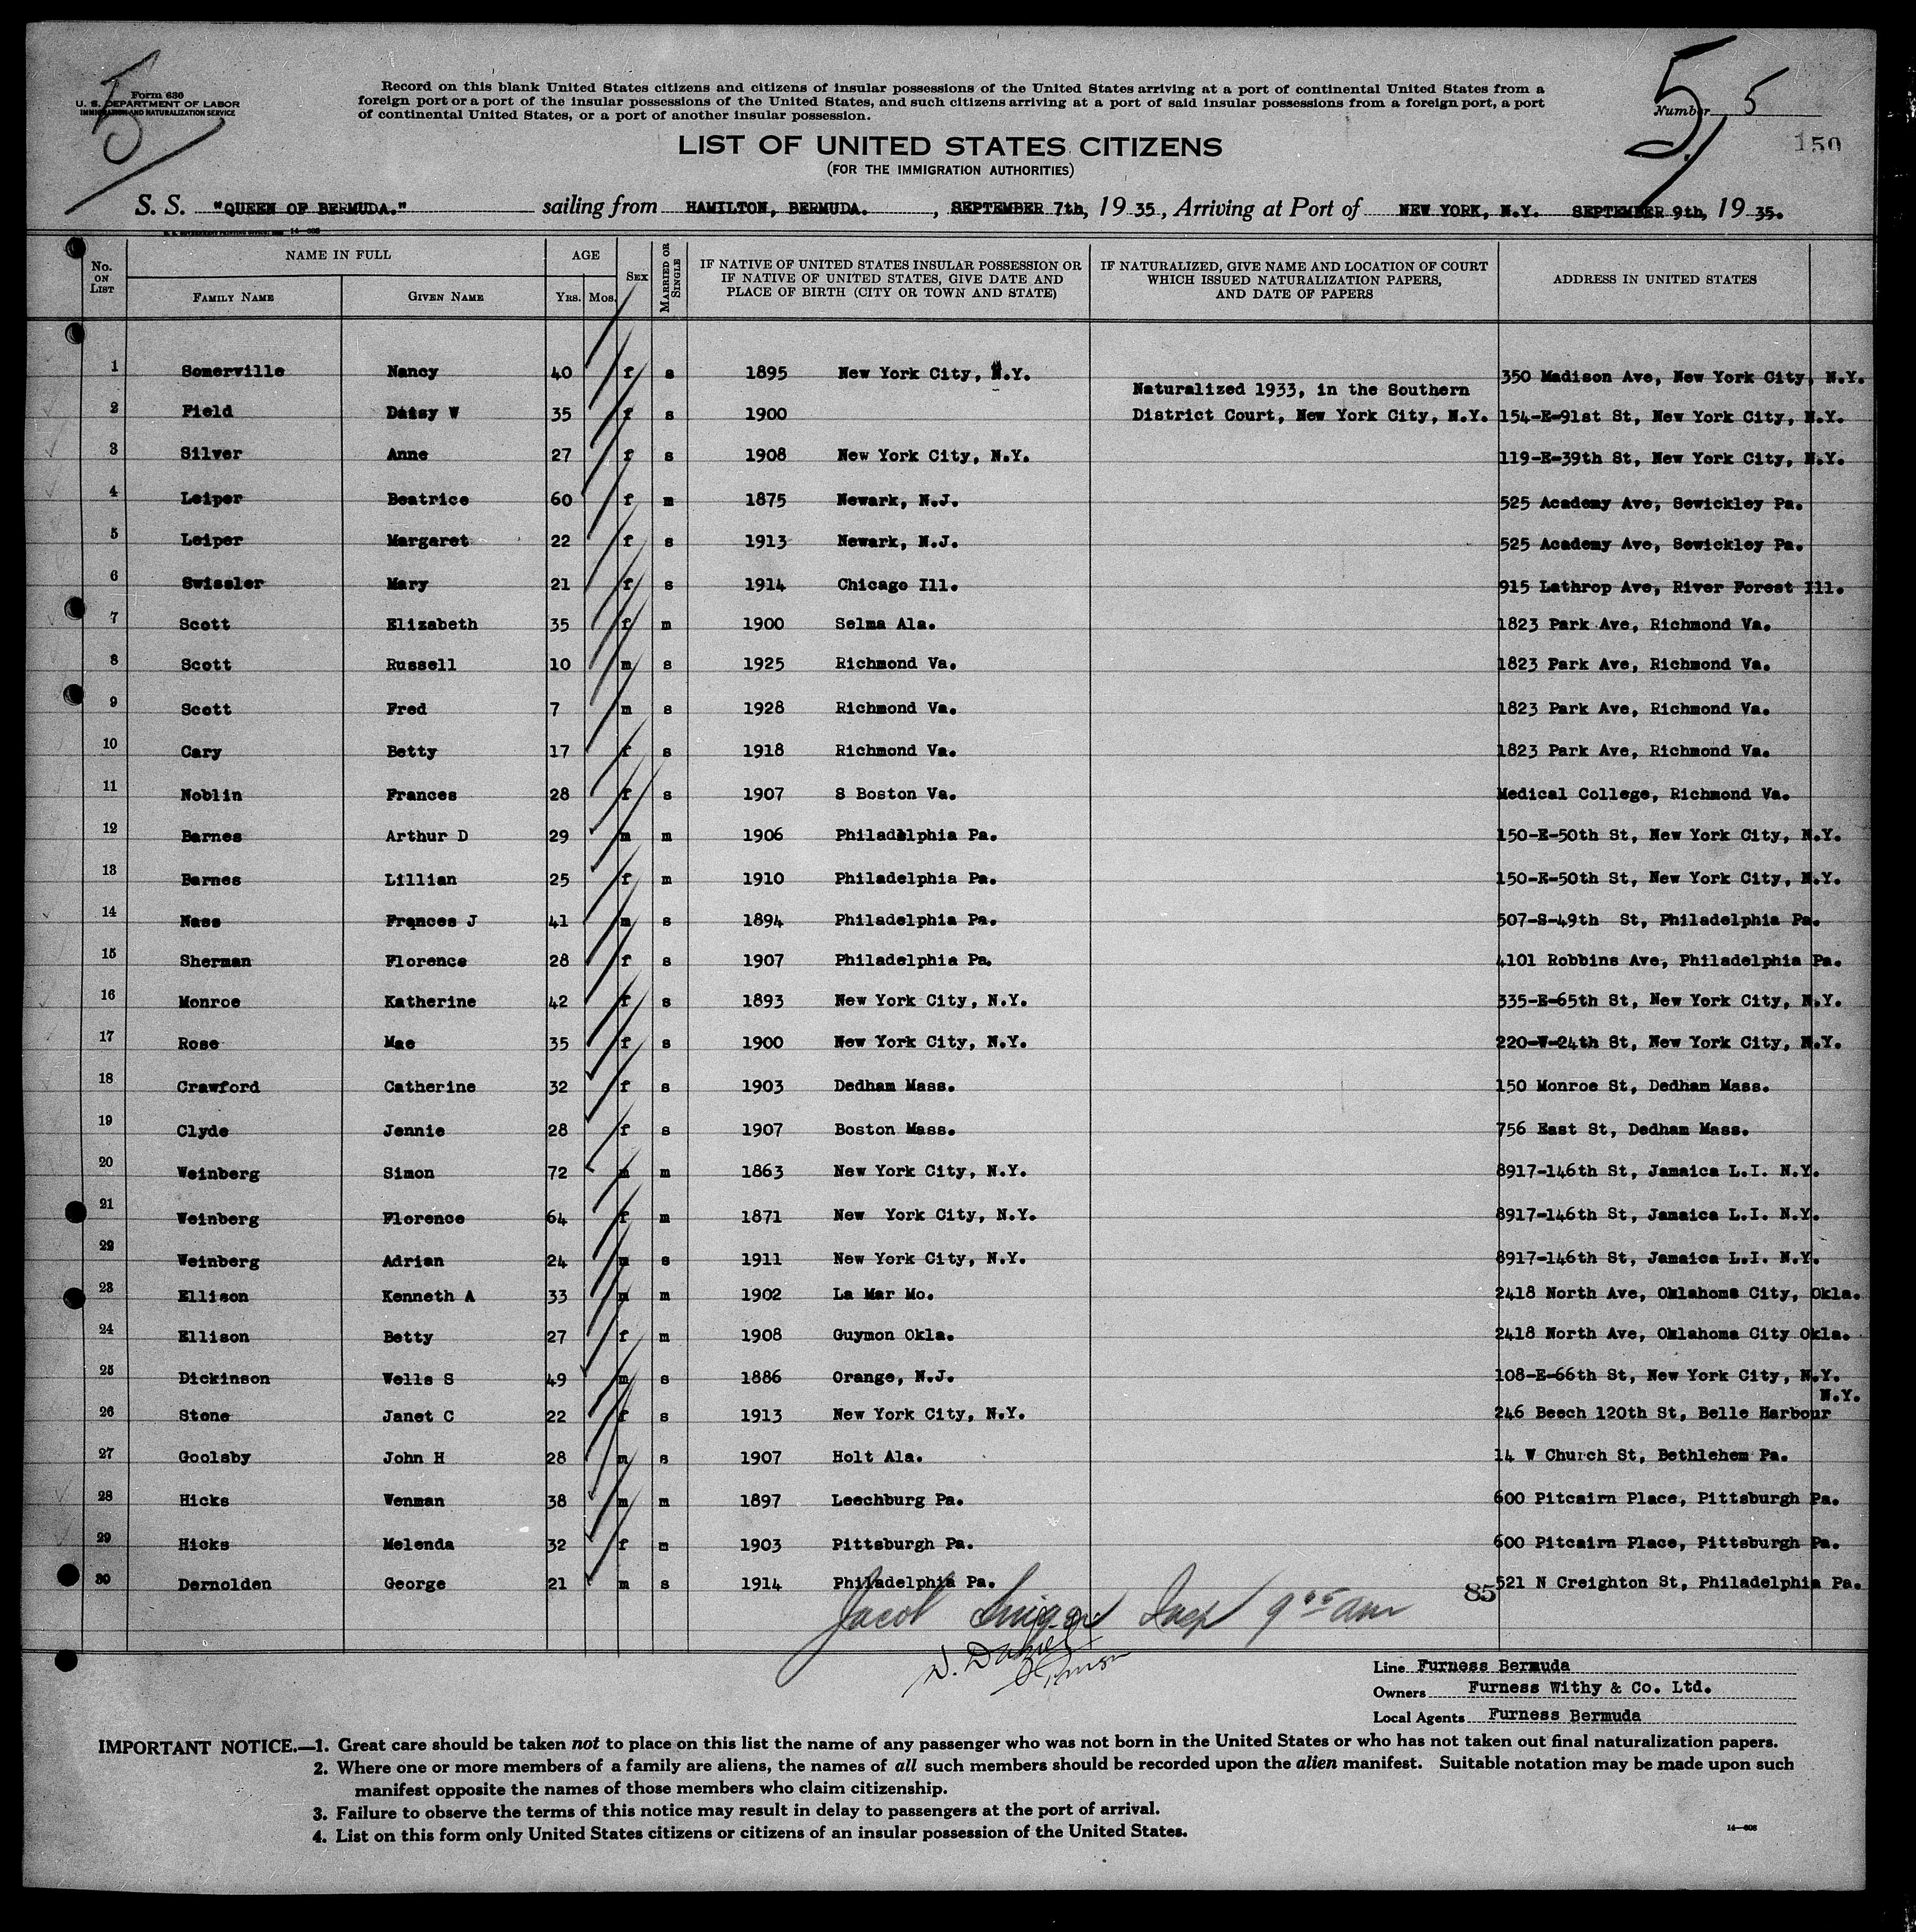 Form 630
U. S. DEPARTMENT OF LABOR
IMMIGRATION AND NATURALIZATION SERVICE
5
Record on this blank United States citizens and citizens of insular possessions of the United States arriving at a port of continental United States from a
foreign port or a port of the insular possessions of the United States, and such citizens arriving at a port of said insular possessions from a foreign port, a port
of continental United States, or a port of another insular possession.
5
Number 5
150
LIST OF UNITED STATES CITIZENS
(FOR THE IMMIGRATION AUTHORITIES)
S. S. "QUEEN OF BERMUDA." sailing from HAMILTON, BERMUDA. , SEPTEMBER 7th, 19 35, Arriving at Port of NEW YORK, N.Y. SEPTEMBER 9th, 19 35.
No. ON LIST NAME IN FULL FAMILY NAME GIVEN NAME AGE YRS. MOS. SEX MARRIED OR SINGLE IF NATIVE OF UNITED STATES INSULAR POSSESSION OR IF NATIVE OF UNITED STATES, GIVE DATE AND PLACE OF BIRTH (CITY OR TOWN AND STATE) IF NATURALIZED, GIVE NAME AND LOCATION OF COURT WHICH ISSUED NATURALIZATION PAPERS, AND DATE OF PAPERS ADDRESS IN UNITED STATES
1 Somerville Nancy 40 f s 1895 New York City, N.Y. 350 Madison Ave, New York City, N.Y.
Naturalized 1933, in the Southern
2 Field Daisy W 35 f s 1900 District Court, New York City, N.Y. 154-E-91st St, New York City, N.Y.
3 Silver Anne 27 f s 1908 New York City, N.Y. 119-E-39th St, New York City, N.Y.
4 Leiper Beatrice 60 f m 1875 Newark, N.J. 525 Academy Ave, Sewickley Pa.
5 Leiper Margaret 22 f s 1913 Newark, N.J. 525 Academy Ave, Sewickley Pa.
6 Swissler Mary 21 f s 1914 Chicago Ill. 915 Lathrop Ave, River Forest Ill.
7 Scott Elizabeth 35 f m 1900 Selma Ala. 1823 Park Ave, Richmond Va.
8 Scott Russell 10 m s 1925 Richmond Va. 1823 Park Ave, Richmond Va.
9 Scott Fred 7 m s 1928 Richmond Va. 1823 Park Ave, Richmond Va.
10 Cary Betty 17 f s 1918 Richmond Va. 1823 Park Ave, Richmond Va.
11 Noblin Frances 28 f s 1907 S Boston Va. Medical College, Richmond Va.
12 Barnes Arthur D 29 m m 1906 Philadelphia Pa. 150-E-50th St, New York City, N.Y.
13 Barnes Lillian 25 f m 1910 Philadelphia Pa. 150-E-50th St, New York City, N.Y.
14 Nass Frances J 41 m s 1894 Philadelphia Pa. 507-S-49th St, Philadelphia Pa.
15 Sherman Florence 28 f s 1907 Philadelphia Pa. 4101 Robbins Ave, Philadelphia Pa.
16 Monroe Katherine 42 f s 1893 New York City, N.Y. 335-E-65th St, New York City, N.Y.
17 Rose Mae 35 f s 1900 New York City, N.Y. 220-W-24th St, New York City, N.Y.
18 Crawford Catherine 32 f s 1903 Dedham Mass. 150 Monroe St, Dedham Mass.
19 Clyde Jennie 28 f s 1907 Boston Mass. 756 East St, Dedham Mass.
20 Weinberg Simon 72 m m 1863 New York City, N.Y. 8917-146th St, Jamaica L.I. N.Y.
21 Weinberg Florence 64 f m 1871 New York City, N.Y. 8917-146th St, Jamaica L.I. N.Y.
22 Weinberg Adrian 24 m s 1911 New York City, N.Y. 8917-146th St, Jamaica L.I. N.Y.
23 Ellison Kenneth A 33 m m 1902 La Mar Mo. 2418 North Ave, Oklahoma City, Okla.
24 Ellison Betty 27 f m 1908 Guymon Okla. 2418 North Ave, Oklahoma City Okla.
25 Dickinson Wells S 49 m s 1886 Orange, N.J. 108-E-66th St, New York City, N.Y.
N.Y.
26 Stone Janet C 22 f s 1913 New York City, N.Y. 246 Beech 120th St, Belle Harbour
27 Goolsby John H 28 m s 1907 Holt Ala. 14 W Church St, Bethlehem Pa.
28 Hicks Wenman 38 m m 1897 Leechburg Pa. 600 Pitcairn Place, Pittsburgh Pa.
29 Hicks Melenda 32 f m 1903 Pittsburgh Pa. 600 Pitcairn Place, Pittsburgh Pa.
30 Dernolden George 21 m s 1914 Philadelphia Pa. 521 N Creighton St, Philadelphia Pa.
85
Jacob Insp 9 05 am
Line Furness Bermuda
Owners Furness Withy & Co. Ltd.
Local Agents Furness Bermuda
IMPORTANT NOTICE.—1. Great care should be taken not to place on this list the name of any passenger who was not born in the United States or who has not taken out final naturalization papers.
2. Where one or more members of a family are aliens, the names of all such members should be recorded upon the alien manifest. Suitable notation may be made upon such
manifest opposite the names of those members who claim citizenship.
3. Failure to observe the terms of this notice may result in delay to passengers at the port of arrival.
4. List on this form only United States citizens or citizens of an insular possession of the United States.
14—608